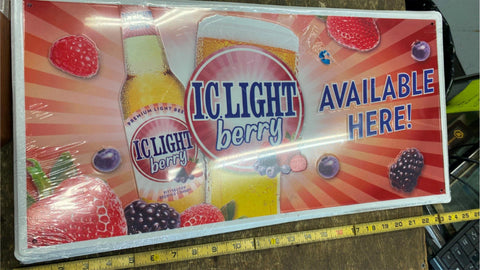 PREMIUM LIGHT BEER
IC LIGHT
berry
IC LIGHT
berry
AVAILABLE
HERE!